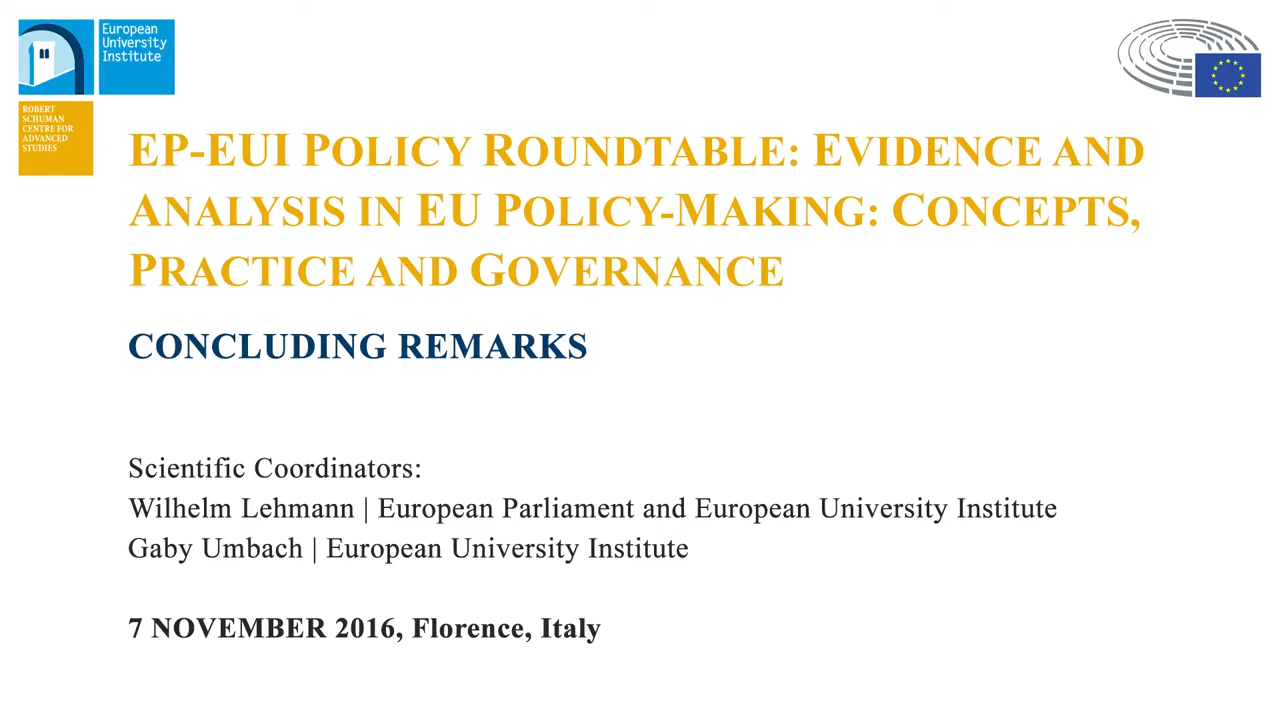 European
University
Institute
ROBERT
SCHUMAN
CENTRE FOR
ADVANCED
STUDIES
EP-EUI POLICY ROUNDTABLE: EVIDENCE AND
ANALYSIS IN EU POLICY-MAKING: CONCEPTS,
PRACTICE AND GOVERNANCE
CONCLUDING REMARKS
Scientific Coordinators:
Wilhelm Lehmann | European Parliament and European University Institute
Gaby Umbach | European University Institute
7 NOVEMBER 2016, Florence, Italy